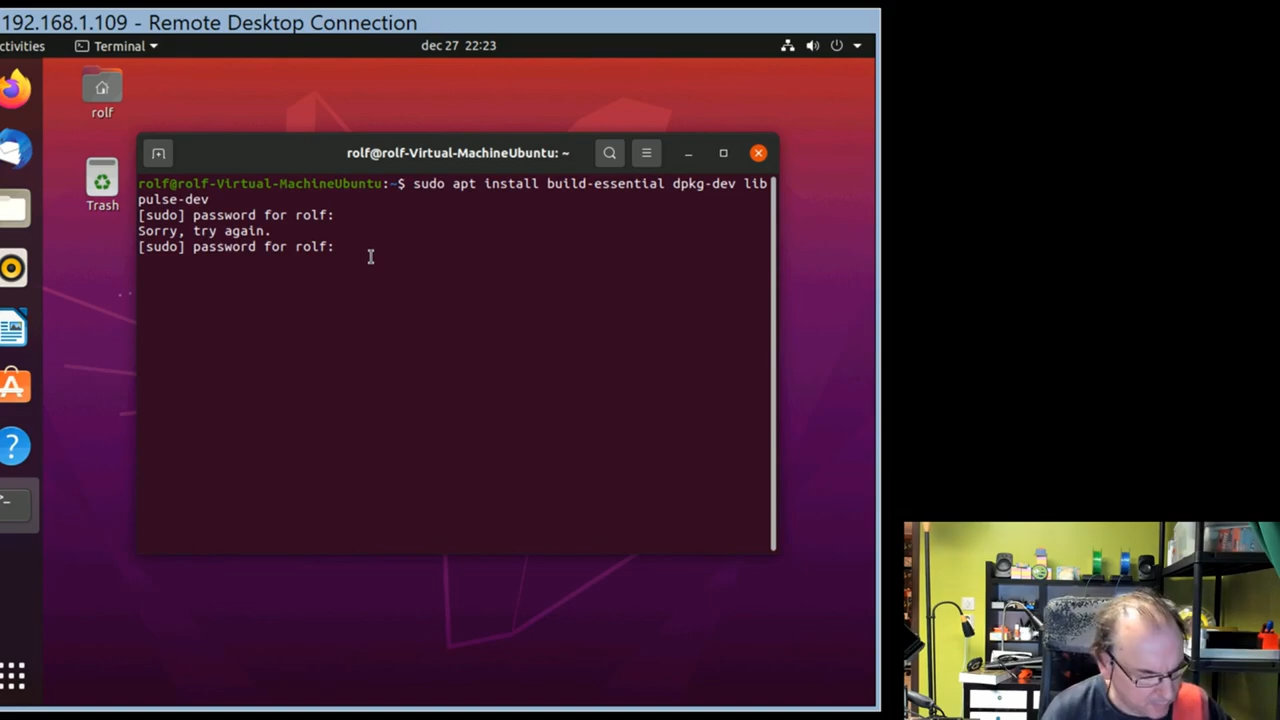 192.168.1.109 - Remote Desktop Connection
ctivities
Terminal
dec 27 22:23
rolf
Trash
rolf@rolf-Virtual-MachineUbuntu: ~
rolf@rolf-Virtual-MachineUbuntu:~$ sudo apt install build-essential dpkg-dev lib
pulse-dev
[sudo] password for rolf:
Sorry, try again.
[sudo] password for rolf: